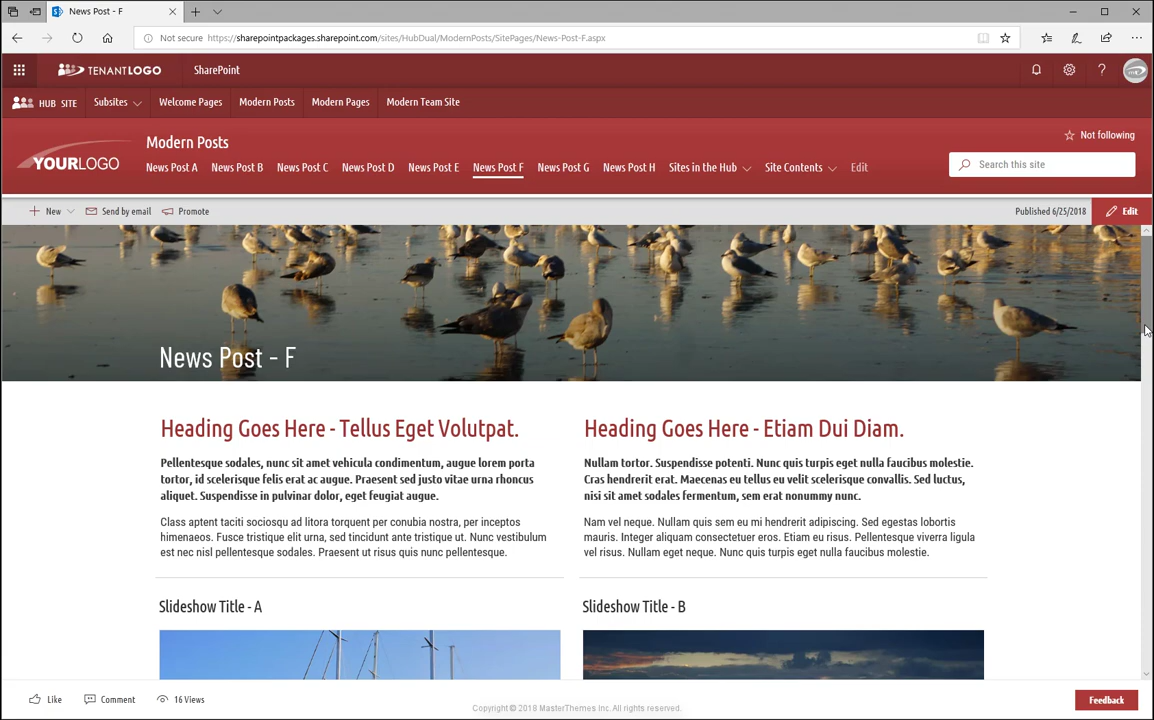 News Post - F
Not secure https://sharepointpackages.sharepoint.com/sites/HubDual/ModernPosts/SitePages/News-Post-F.aspx
TENANTLOGO SharePoint
HUB SITE Subsites Welcome Pages Modern Posts Modern Pages Modern Team Site
Modern Posts
Not following
YOURLOGO
News Post A News Post B News Post C News Post D News Post E News Post F News Post G News Post H Sites in the Hub Site Contents Edit
Search this site
New Send by email Promote Published 6/25/2018 Edit
News Post - F
Heading Goes Here - Tellus Eget Volutpat.
Pellentesque sodales, nunc sit amet vehicula condimentum, augue lorem porta
tortor, id scelerisque felis erat ac augue. Praesent sed justo vitae urna rhoncus
aliquet. Suspendisse in pulvinar dolor, eget feugiat augue.
Class aptent taciti sociosqu ad litora torquent per conubia nostra, per inceptos
himenaeos. Fusce tristique elit urna, sed tincidunt ante tristique ut. Nunc vestibulum
est nec nisl pellentesque sodales. Praesent ut risus quis nunc pellentesque.
Slideshow Title - A
Heading Goes Here - Etiam Dui Diam.
Nullam tortor. Suspendisse potenti. Nunc quis turpis eget nulla faucibus molestie.
Cras hendrerit erat. Maecenas eu tellus eu velit scelerisque convallis. Sed luctus,
nisi sit amet sodales fermentum, sem erat nonummy nunc.
Nam vel neque. Nullam quis sem eu mi hendrerit adipiscing. Sed egestas lobortis
mauris. Integer aliquam consectetuer eros. Etiam eu risus. Pellentesque viverra ligula
vel risus. Nullam eget neque. Nunc quis turpis eget nulla faucibus molestie.
Slideshow Title - B
Like Comment 16 Views
Copyright © 2018 MasterThemes Inc. All rights reserved.
Feedback